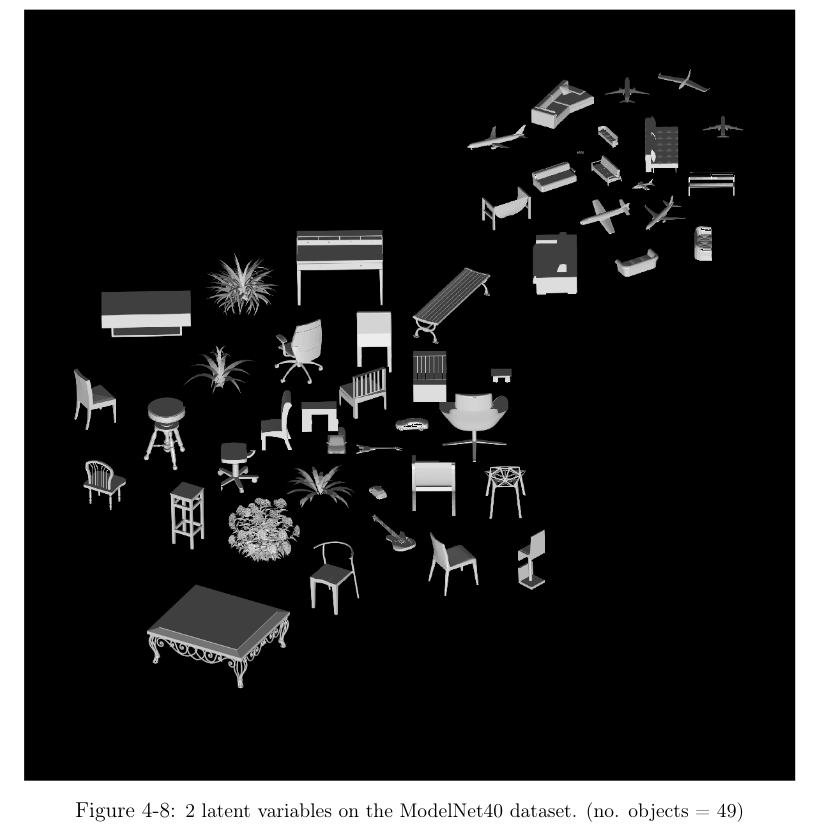 Figure 4-8: 2 latent variables on the ModelNet40 dataset. (no. objects = 49)